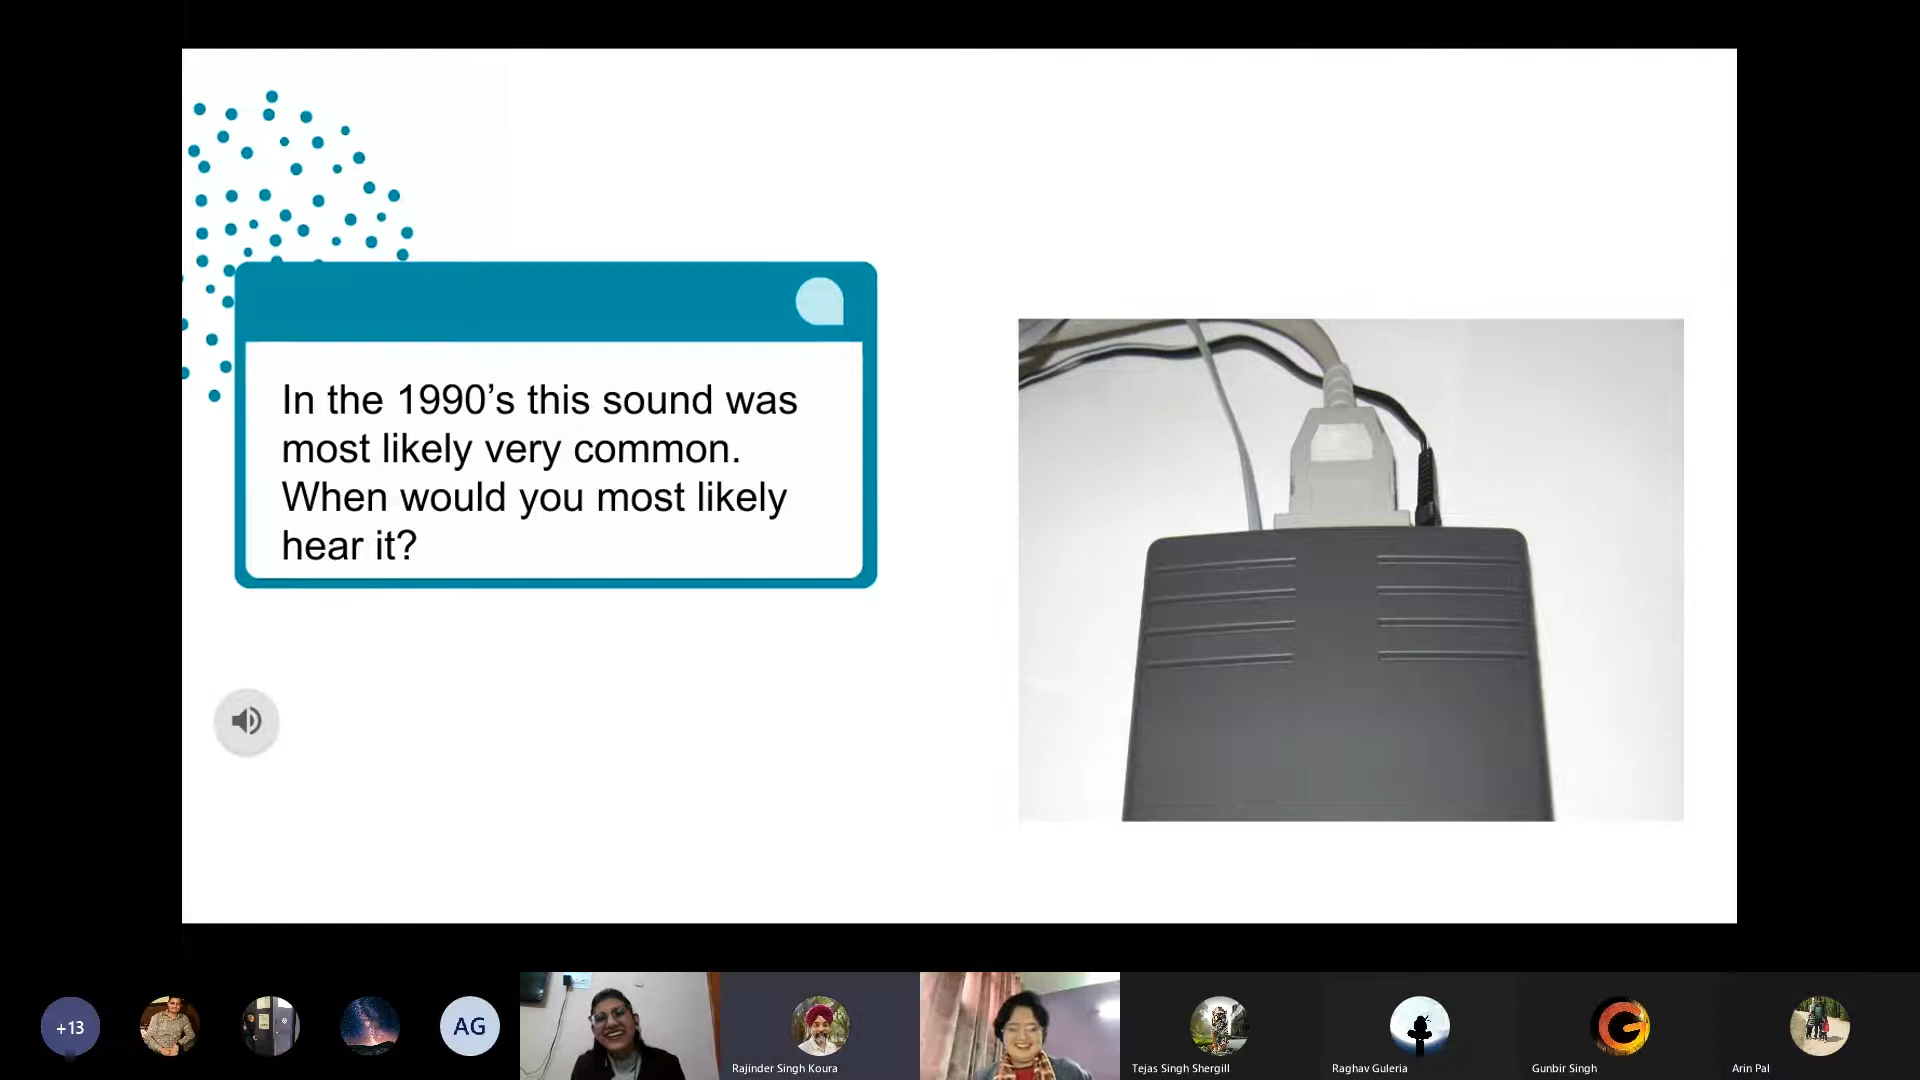 In the 1990’s this sound was
most likely very common.
When would you most likely
hear it?
+13
AG
Rajinder Singh Koura
Tejas Singh Shergill
Raghav Guleria
Gunbir Singh
Arin Pal